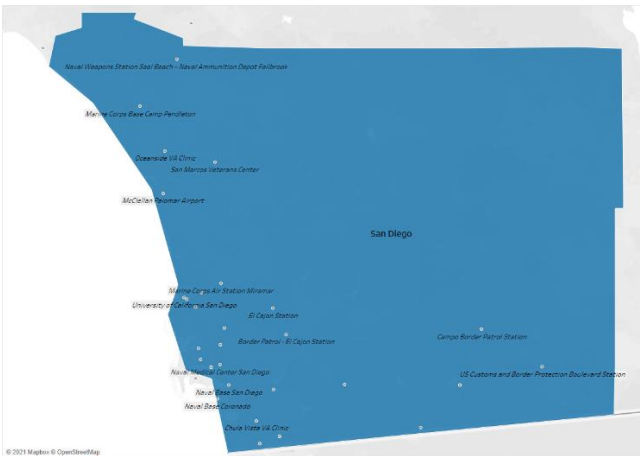 Naval Weapons Station Seal Beach - Naval Ammunition Depot Fallbrook
Marine Corps Base Camp Pendleton
Oceanside VA Clinic
San Marcos Veterans Center
McClellan Palomar Airport
San Diego
Marine Corps Air Station Miramar
University of California San Diego
El Cajon Station
Campo Border Patrol Station
Border Patrol - El Cajon Station
Naval Medical Center San Diego
US Customs and Border Protection Boulevard Station
Naval Base San Diego
Naval Base Coronado
Chula Vista VA Clinic
© 2021 Mapbox © OpenStreetMap